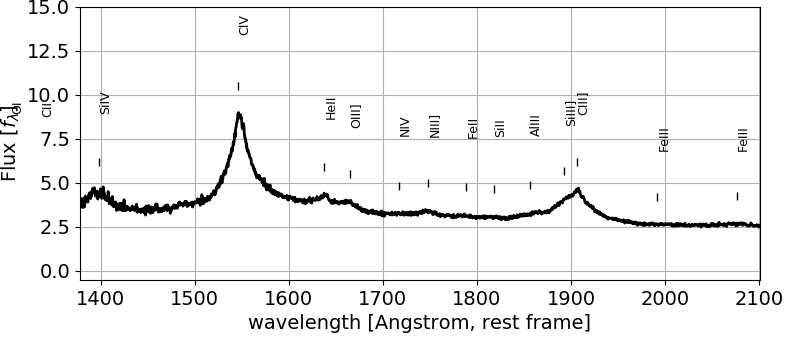 15.0
12.5
10.0
7.5
5.0
2.5
0.0
Flux [fλ]
OI
CII
SiIV
CIV
HeII
OIII]
NIV
NIII]
FeII
SiII
AlIII
SiIII]
CIII]
FeIII
FeIII
1400 1500 1600 1700 1800 1900 2000 2100
wavelength [Angstrom, rest frame]